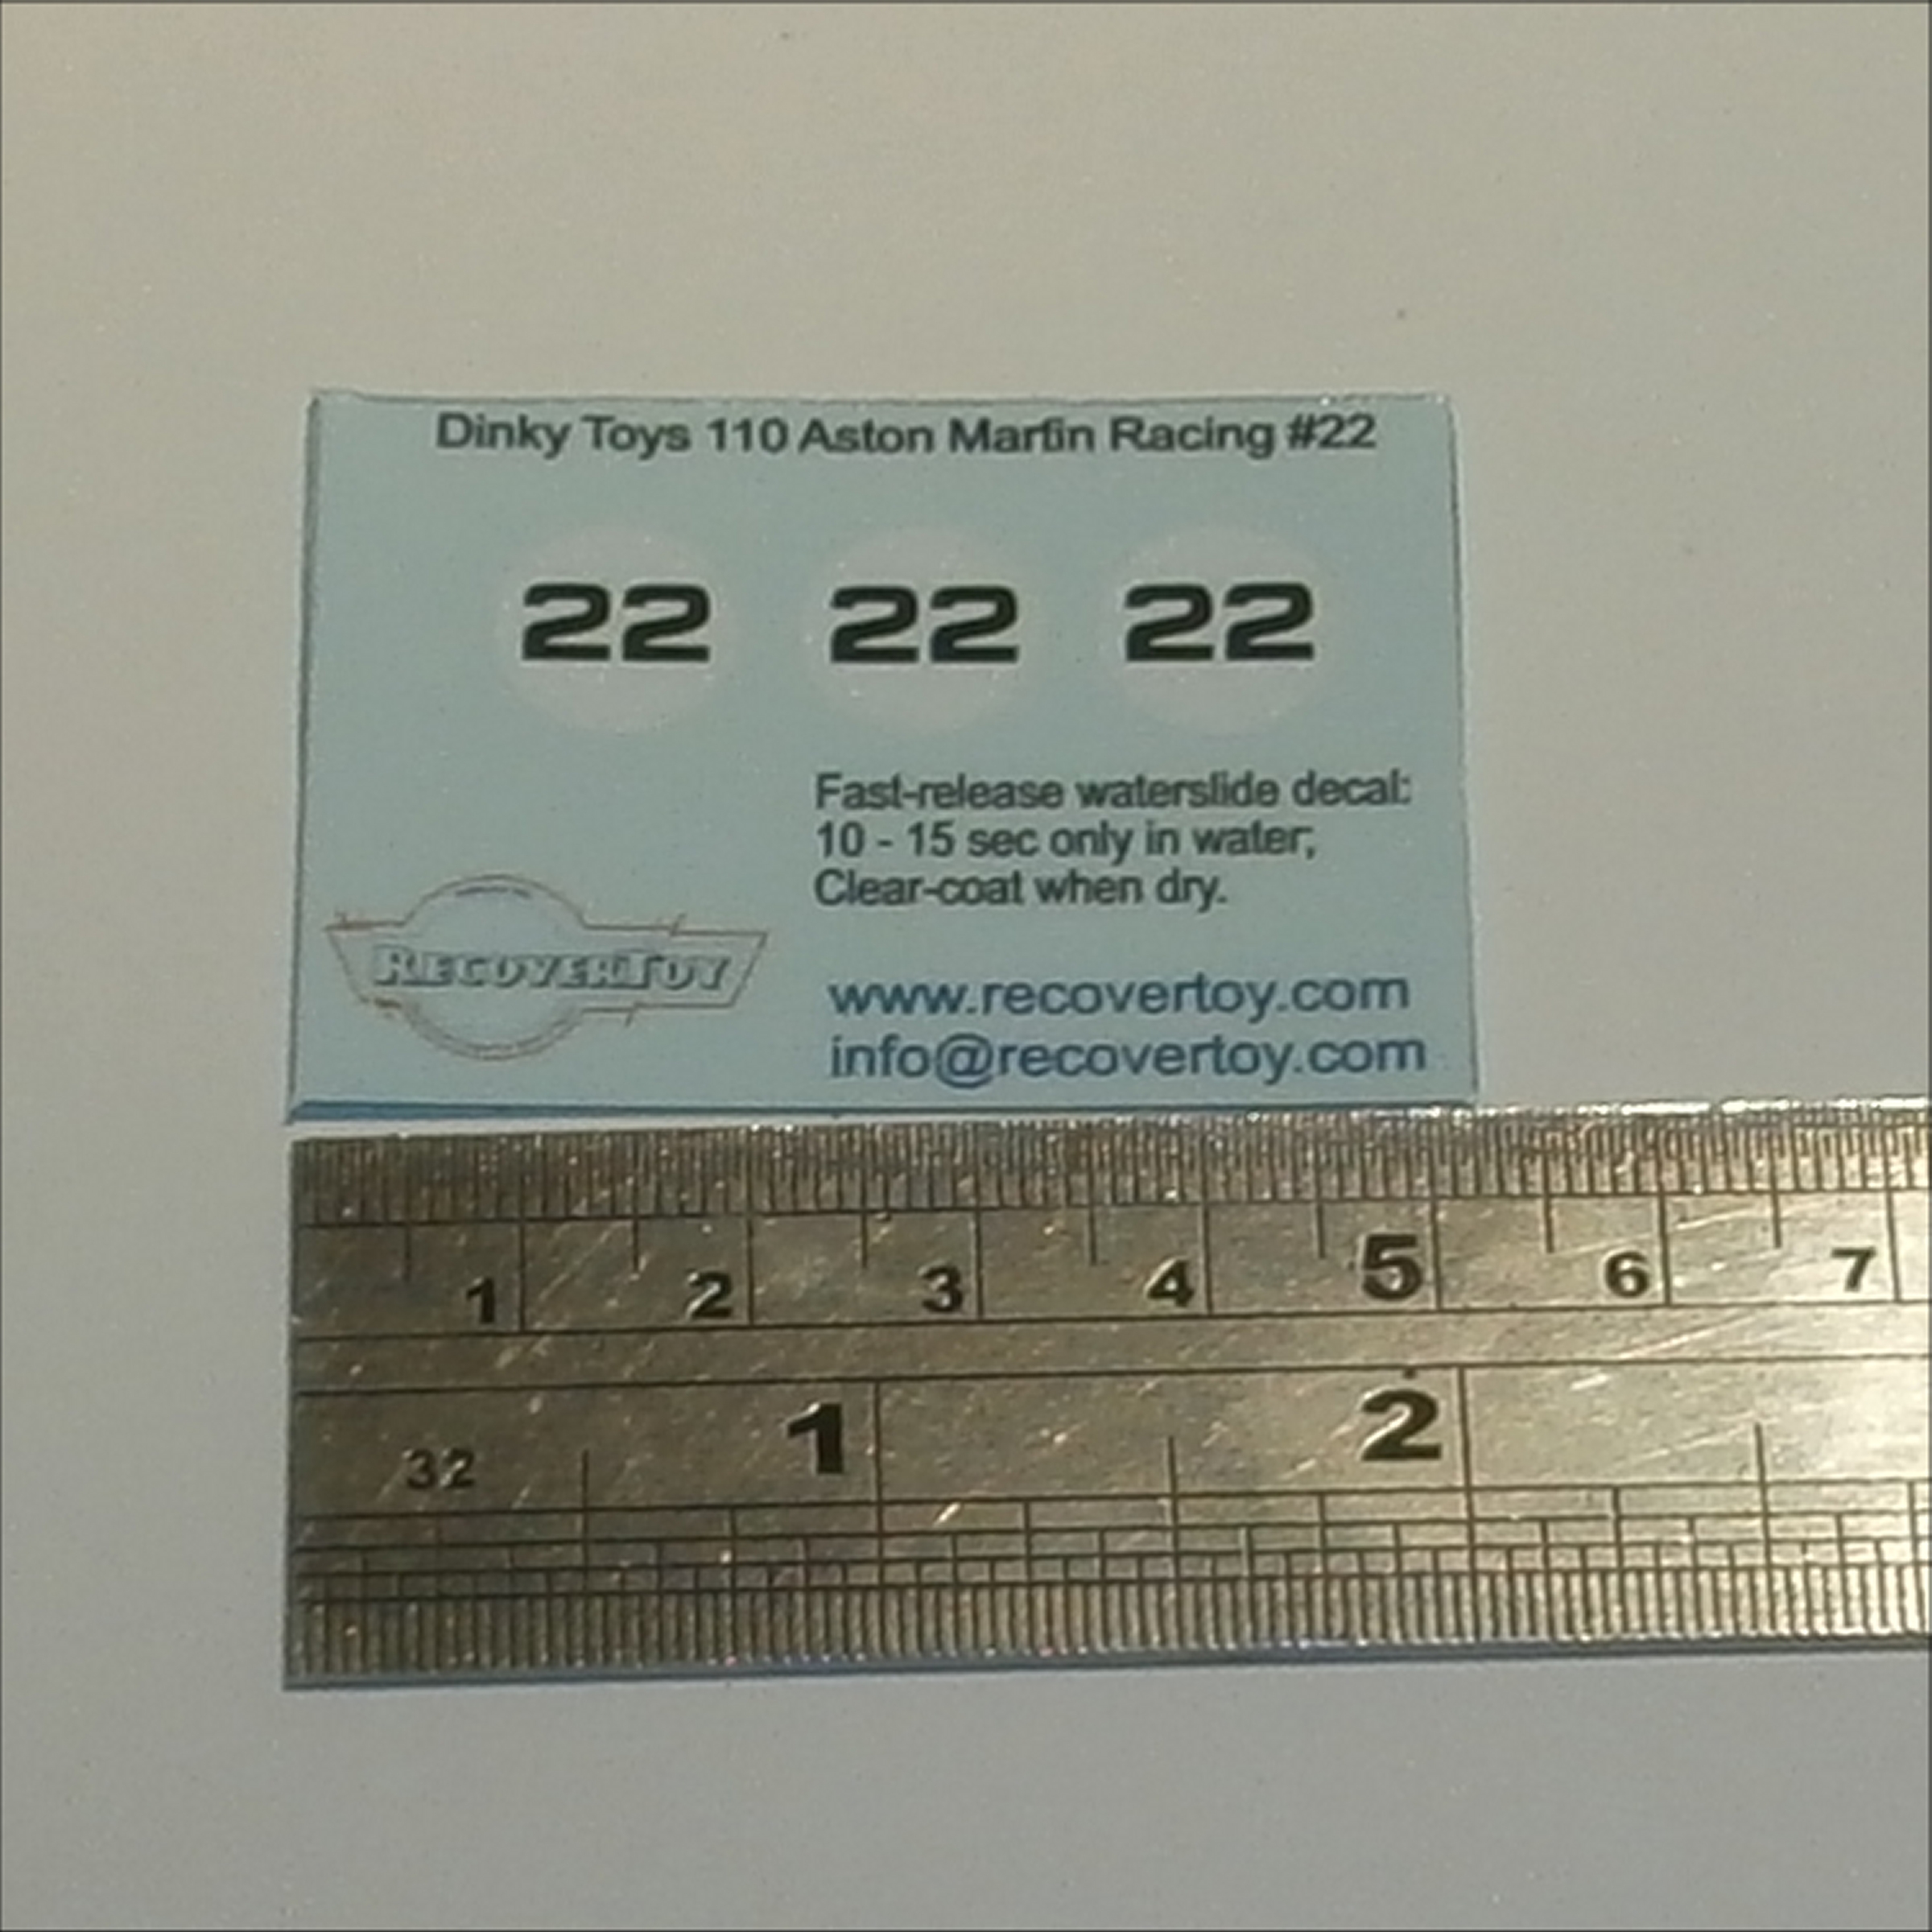 Dinky Toys 110 Aston Martin Racing #22
22 22 22
Fast-release waterslide decal:
10 - 15 sec only in water;
Clear-coat when dry.
RECOVERTOY
www.recovertoy.com
info@recovertoy.com
1 2 3 4 5 6 7
1 2
32